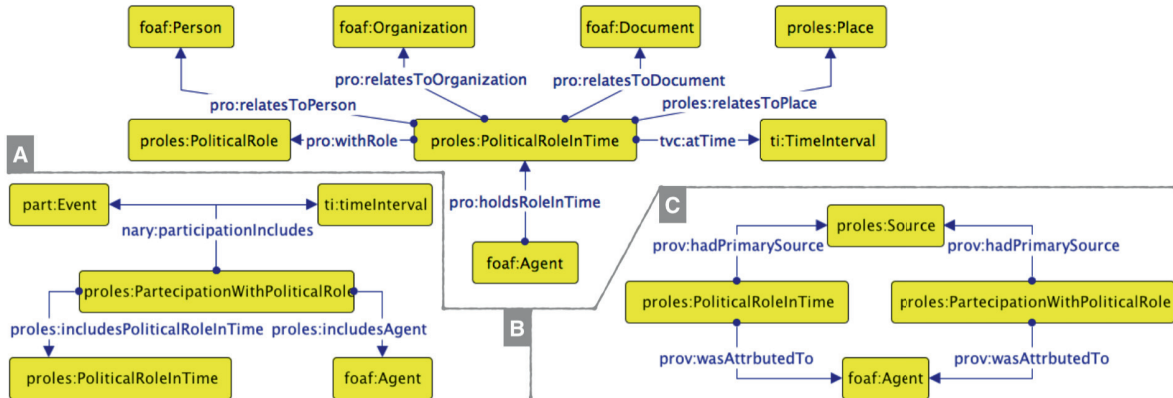 foaf:Person
foaf:Organization
foaf:Document
proles:Place
pro:relatesToOrganization
pro:relatesToDocument
pro:relatesToPerson
proles:relatesToPlace
proles:PoliticalRole
pro:withRole
proles:PoliticalRoleInTime
tvc:atTime
ti:TimeInterval
A
part:Event
ti:timeInterval
pro:holdsRoleInTime
C
nary:participationIncludes
proles:Source
prov:hadPrimarySource
prov:hadPrimarySource
foaf:Agent
proles:PartecipationWithPoliticalRole
proles:PoliticalRoleInTime
proles:PartecipationWithPoliticalRole
proles:includesPoliticalRoleInTime
proles:includesAgent
B
prov:wasAttrbutedTo
prov:wasAttrbutedTo
proles:PoliticalRoleInTime
foaf:Agent
foaf:Agent